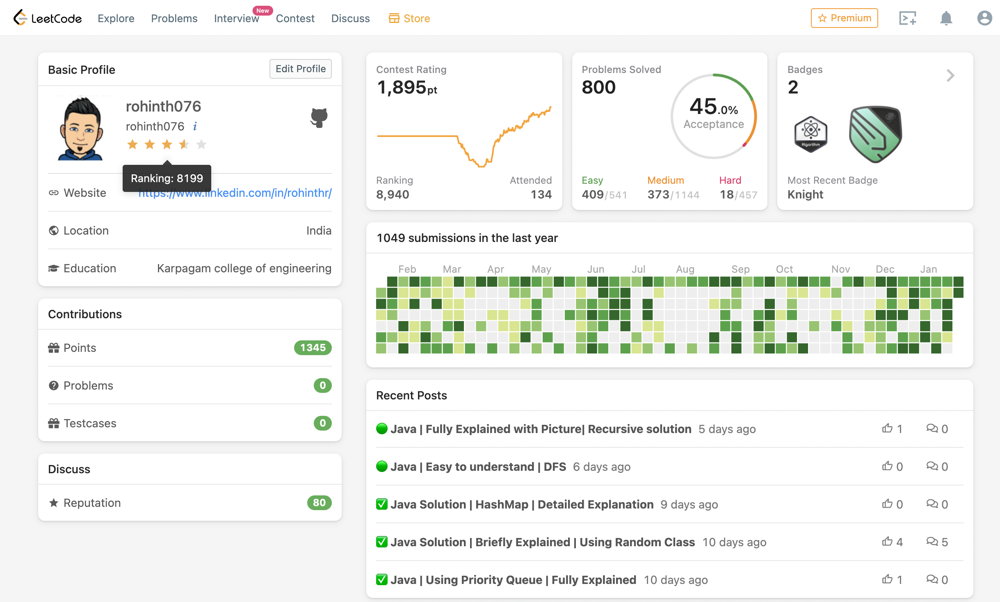 LeetCode
Explore
Problems
Interview New
Contest
Discuss
Store
Premium
Basic Profile
Edit Profile
rohinth076
rohinth076 i
Ranking: 8199
Website https://www.linkedin.com/in/rohinthr/
Location India
Education Karpagam college of engineering
Contributions
Points 1345
Problems 0
Testcases 0
Discuss
Reputation 80
Contest Rating
1,895pt
Ranking Attended
8,940 134
Problems Solved
800
45.0%
Acceptance
Easy Medium Hard
409/541 373/1144 18/457
Badges
2
Most Recent Badge
Knight
1049 submissions in the last year
Feb Mar Apr May Jun Jul Aug Sep Oct Nov Dec Jan
Recent Posts
Java | Fully Explained with Picture| Recursive solution 5 days ago 1 0
Java | Easy to understand | DFS 6 days ago 0 0
Java Solution | HashMap | Detailed Explanation 9 days ago 0 0
Java Solution | Briefly Explained | Using Random Class 10 days ago 4 5
Java | Using Priority Queue | Fully Explained 10 days ago 1 0